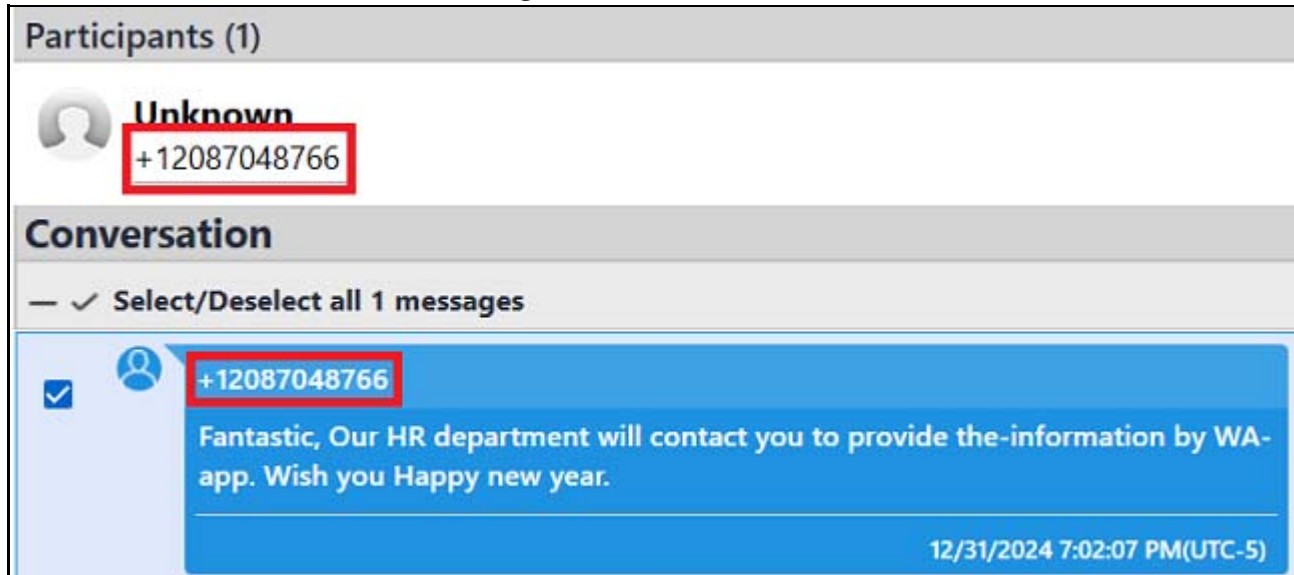 Participants (1)
Unknown
+12087048766
Conversation
Select/Deselect all 1 messages
+12087048766
Fantastic, Our HR department will contact you to provide the-information by WA-
app. Wish you Happy new year.
12/31/2024 7:02:07 PM(UTC-5)